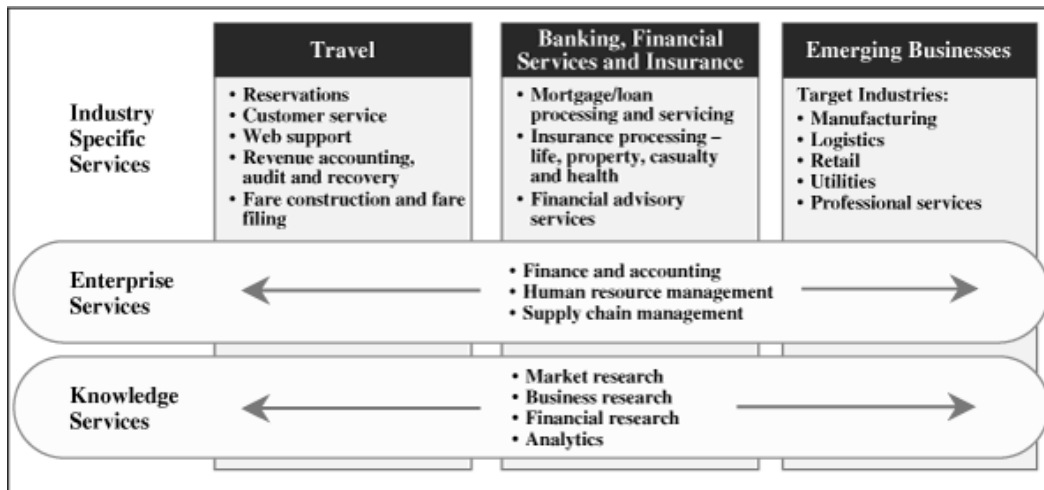 Travel
Banking, Financial
Services and Insurance
Emerging Businesses
Industry
Specific
Services
• Reservations
• Customer service
• Web support
• Revenue accounting,
audit and recovery
• Fare construction and fare
filing
• Mortgage/loan
processing and servicing
• Insurance processing –
life, property, casualty
and health
• Financial advisory
services
Target Industries:
• Manufacturing
• Logistics
• Retail
• Utilities
• Professional services
Enterprise
Services
• Finance and accounting
• Human resource management
• Supply chain management
Knowledge
Services
• Market research
• Business research
• Financial research
• Analytics